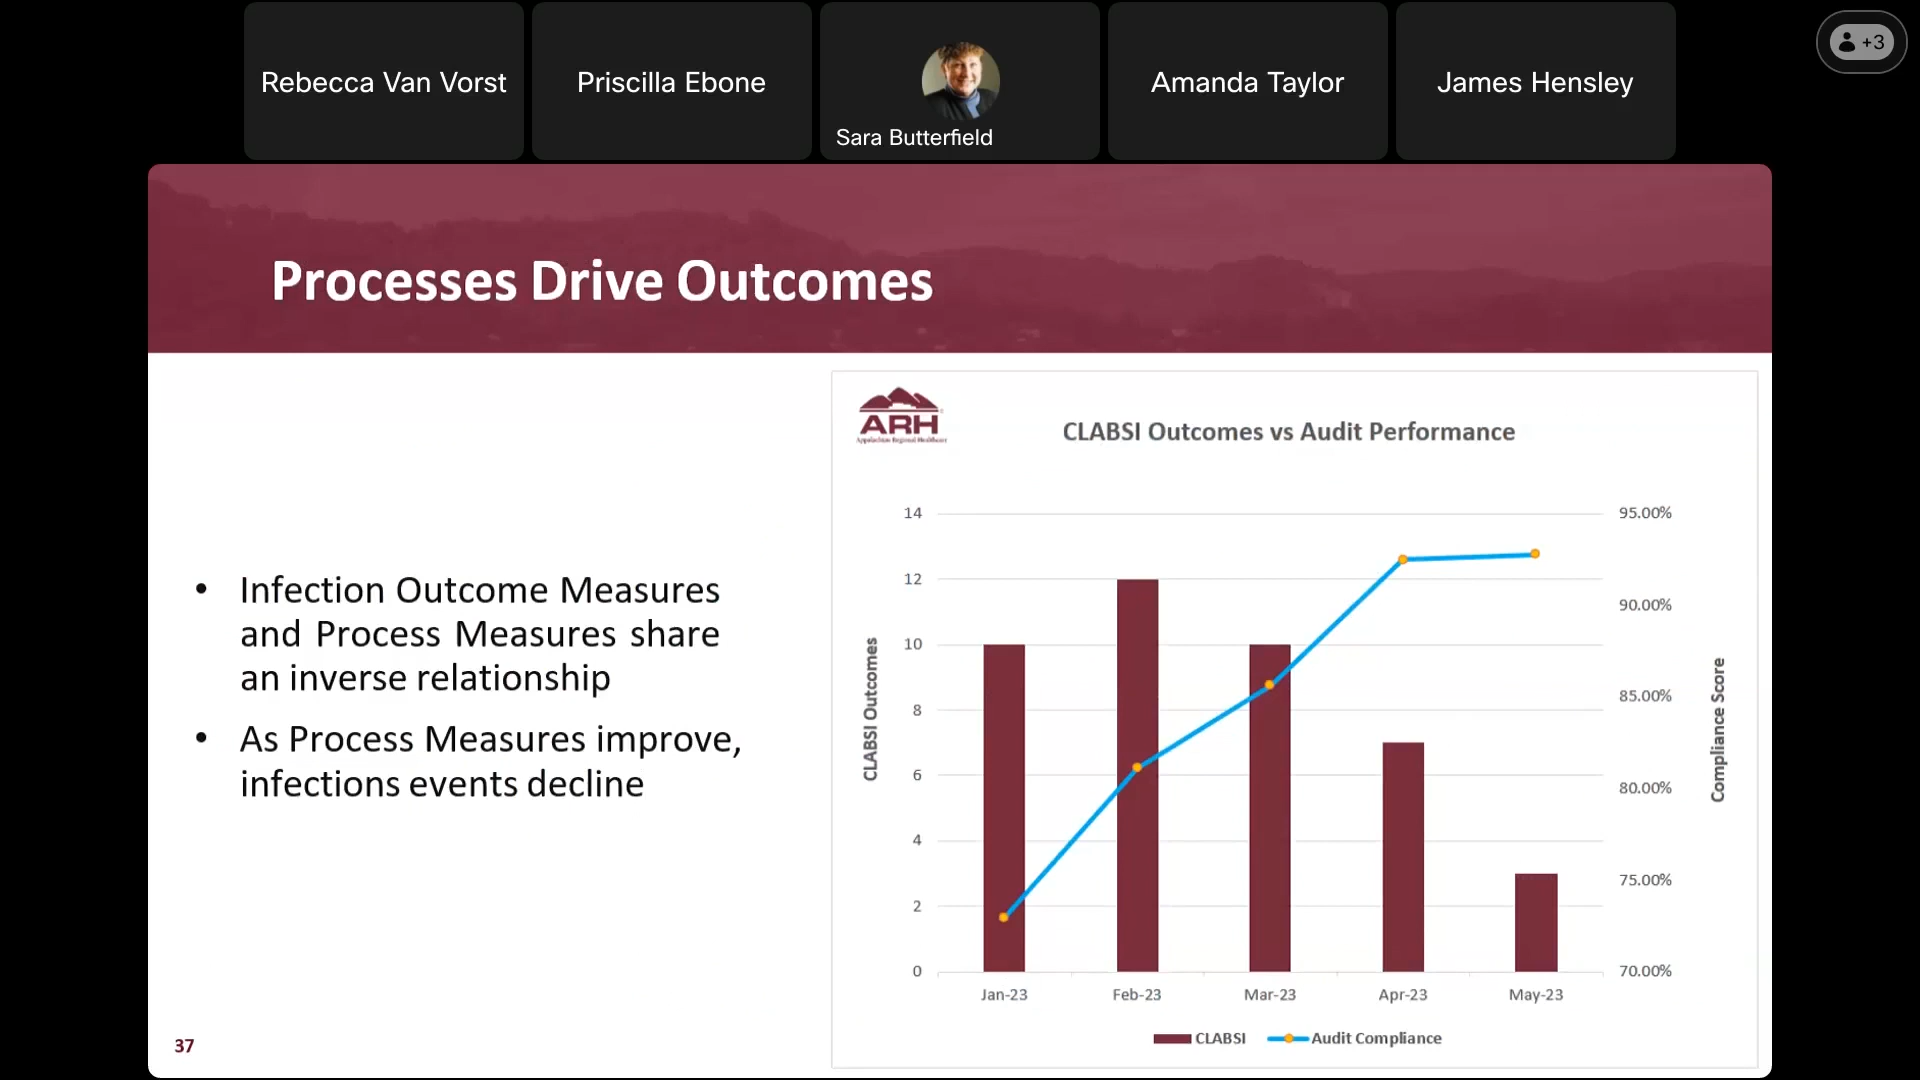 Rebecca Van Vorst
Priscilla Ebone
Sara Butterfield
Amanda Taylor
James Hensley
+3
Processes Drive Outcomes
• Infection Outcome Measures
and Process Measures share
an inverse relationship
• As Process Measures improve,
infections events decline
37
ARH
Appalachian Regional Healthcare
CLABSI Outcomes vs Audit Performance
CLABSI Outcomes
14
12
10
8
6
4
2
0
95.00%
90.00%
85.00%
80.00%
75.00%
70.00%
Compliance Score
Jan-23
Feb-23
Mar-23
Apr-23
May-23
CLABSI
Audit Compliance